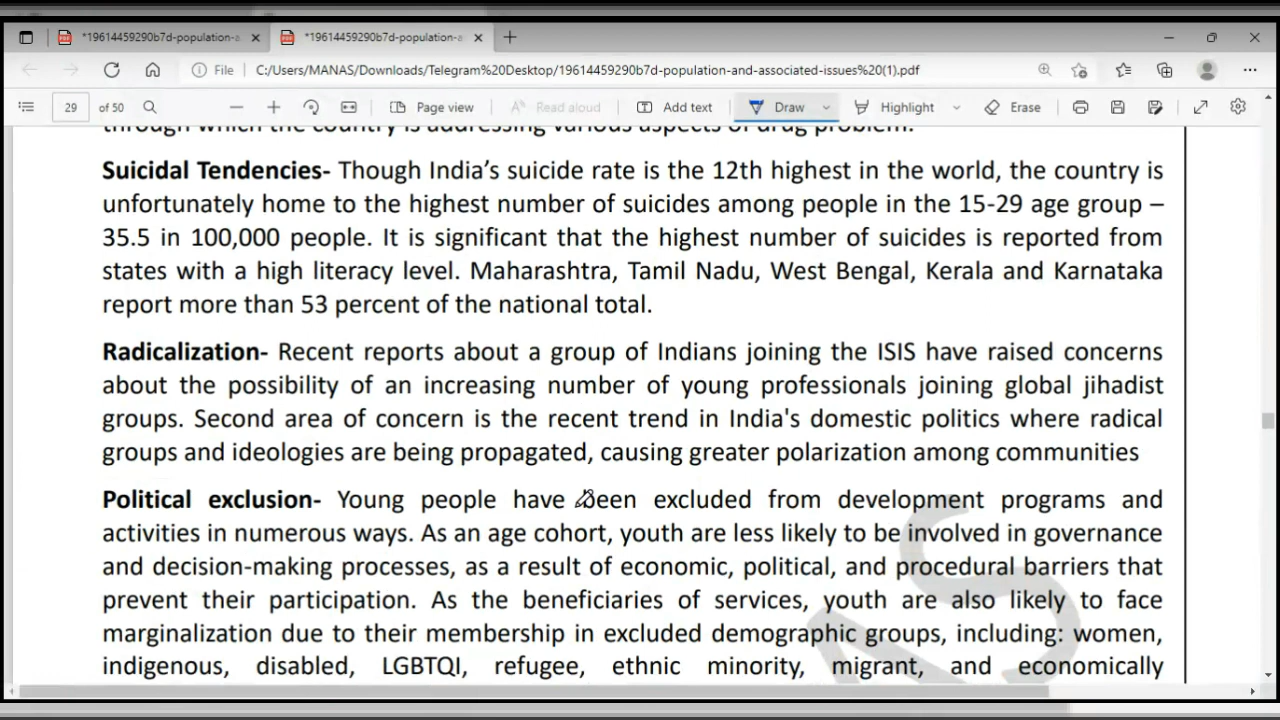 *19614459290b7d-population-a
*19614459290b7d-population-a
File
C:/Users/MANAS/Downloads/Telegram%20Desktop/19614459290b7d-population-and-associated-issues%20(1).pdf
29 of 50
Page view
Read aloud
Add text
Draw
Highlight
Erase
through which the country is addressing various aspects of drug problem.
Suicidal Tendencies- Though India's suicide rate is the 12th highest in the world, the country is
unfortunately home to the highest number of suicides among people in the 15-29 age group –
35.5 in 100,000 people. It is significant that the highest number of suicides is reported from
states with a high literacy level. Maharashtra, Tamil Nadu, West Bengal, Kerala and Karnataka
report more than 53 percent of the national total.
Radicalization- Recent reports about a group of Indians joining the ISIS have raised concerns
about the possibility of an increasing number of young professionals joining global jihadist
groups. Second area of concern is the recent trend in India's domestic politics where radical
groups and ideologies are being propagated, causing greater polarization among communities
Political exclusion- Young people have been excluded from development programs and
activities in numerous ways. As an age cohort, youth are less likely to be involved in governance
and decision-making processes, as a result of economic, political, and procedural barriers that
prevent their participation. As the beneficiaries of services, youth are also likely to face
marginalization due to their membership in excluded demographic groups, including: women,
indigenous, disabled, LGBTQI, refugee, ethnic minority, migrant, and economically